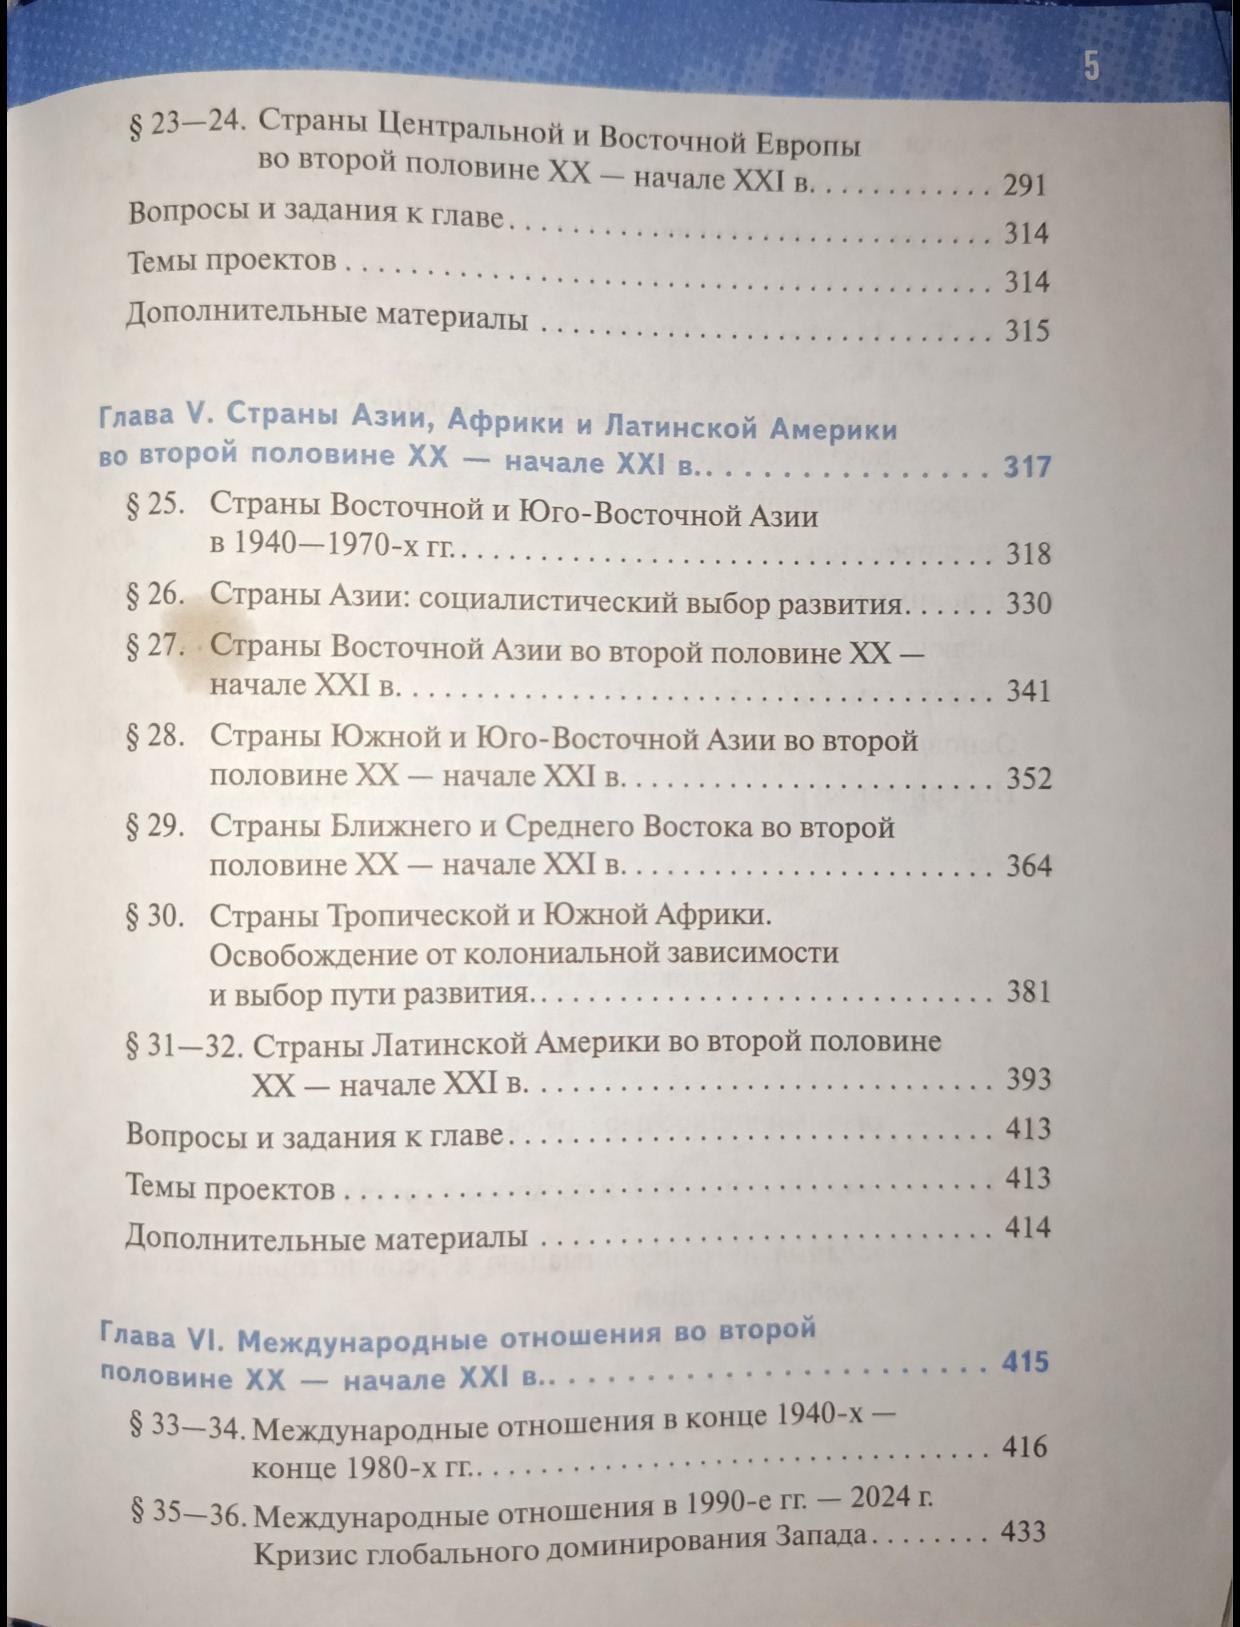 5
§ 23—24. Страны Центральной и Восточной Европы
во второй половине XX — начале XXI в. . . . . . . . . . . . 291
Вопросы и задания к главе. . . . . . . . . . . . . . . . . . . . . . . . . . . . . . . 314
Темы проектов . . . . . . . . . . . . . . . . . . . . . . . . . . . . . . . . . . . . . . . . . 314
Дополнительные материалы . . . . . . . . . . . . . . . . . . . . . . . . . . . . . 315
Глава V. Страны Азии, Африки и Латинской Америки
во второй половине XX — начале XXI в.. . . . . . . . . . . . . . . . 317
§ 25. Страны Восточной и Юго-Восточной Азии
в 1940—1970-х гг.. . . . . . . . . . . . . . . . . . . . . . . . . . . . . . . . . . . 318
§ 26. Страны Азии: социалистический выбор развития. . . . . . 330
§ 27. Страны Восточной Азии во второй половине XX —
начале XXI в. . . . . . . . . . . . . . . . . . . . . . . . . . . . . . . . . . . . . . . . 341
§ 28. Страны Южной и Юго-Восточной Азии во второй
половине XX — начале XXI в. . . . . . . . . . . . . . . . . . . . . . . . 352
§ 29. Страны Ближнего и Среднего Востока во второй
половине XX — начале XXI в. . . . . . . . . . . . . . . . . . . . . . . . 364
§ 30. Страны Тропической и Южной Африки.
Освобождение от колониальной зависимости
и выбор пути развития. . . . . . . . . . . . . . . . . . . . . . . . . . . . . . 381
§ 31—32. Страны Латинской Америки во второй половине
XX — начале XXI в. . . . . . . . . . . . . . . . . . . . . . . . . . . . . . . 393
Вопросы и задания к главе. . . . . . . . . . . . . . . . . . . . . . . . . . . . . . . 413
Темы проектов . . . . . . . . . . . . . . . . . . . . . . . . . . . . . . . . . . . . . . . . . 413
Дополнительные материалы . . . . . . . . . . . . . . . . . . . . . . . . . . . . . 414
Глава VI. Международные отношения во второй
половине XX — начале XXI в.. . . . . . . . . . . . . . . . . . . . . . . . . 415
§ 33—34. Международные отношения в конце 1940-х —
конце 1980-х гг.. . . . . . . . . . . . . . . . . . . . . . . . . . . . . . . . . . 416
§ 35—36. Международные отношения в 1990-е гг. — 2024 г.
Кризис глобального доминирования Запада. . . . . . . . 433